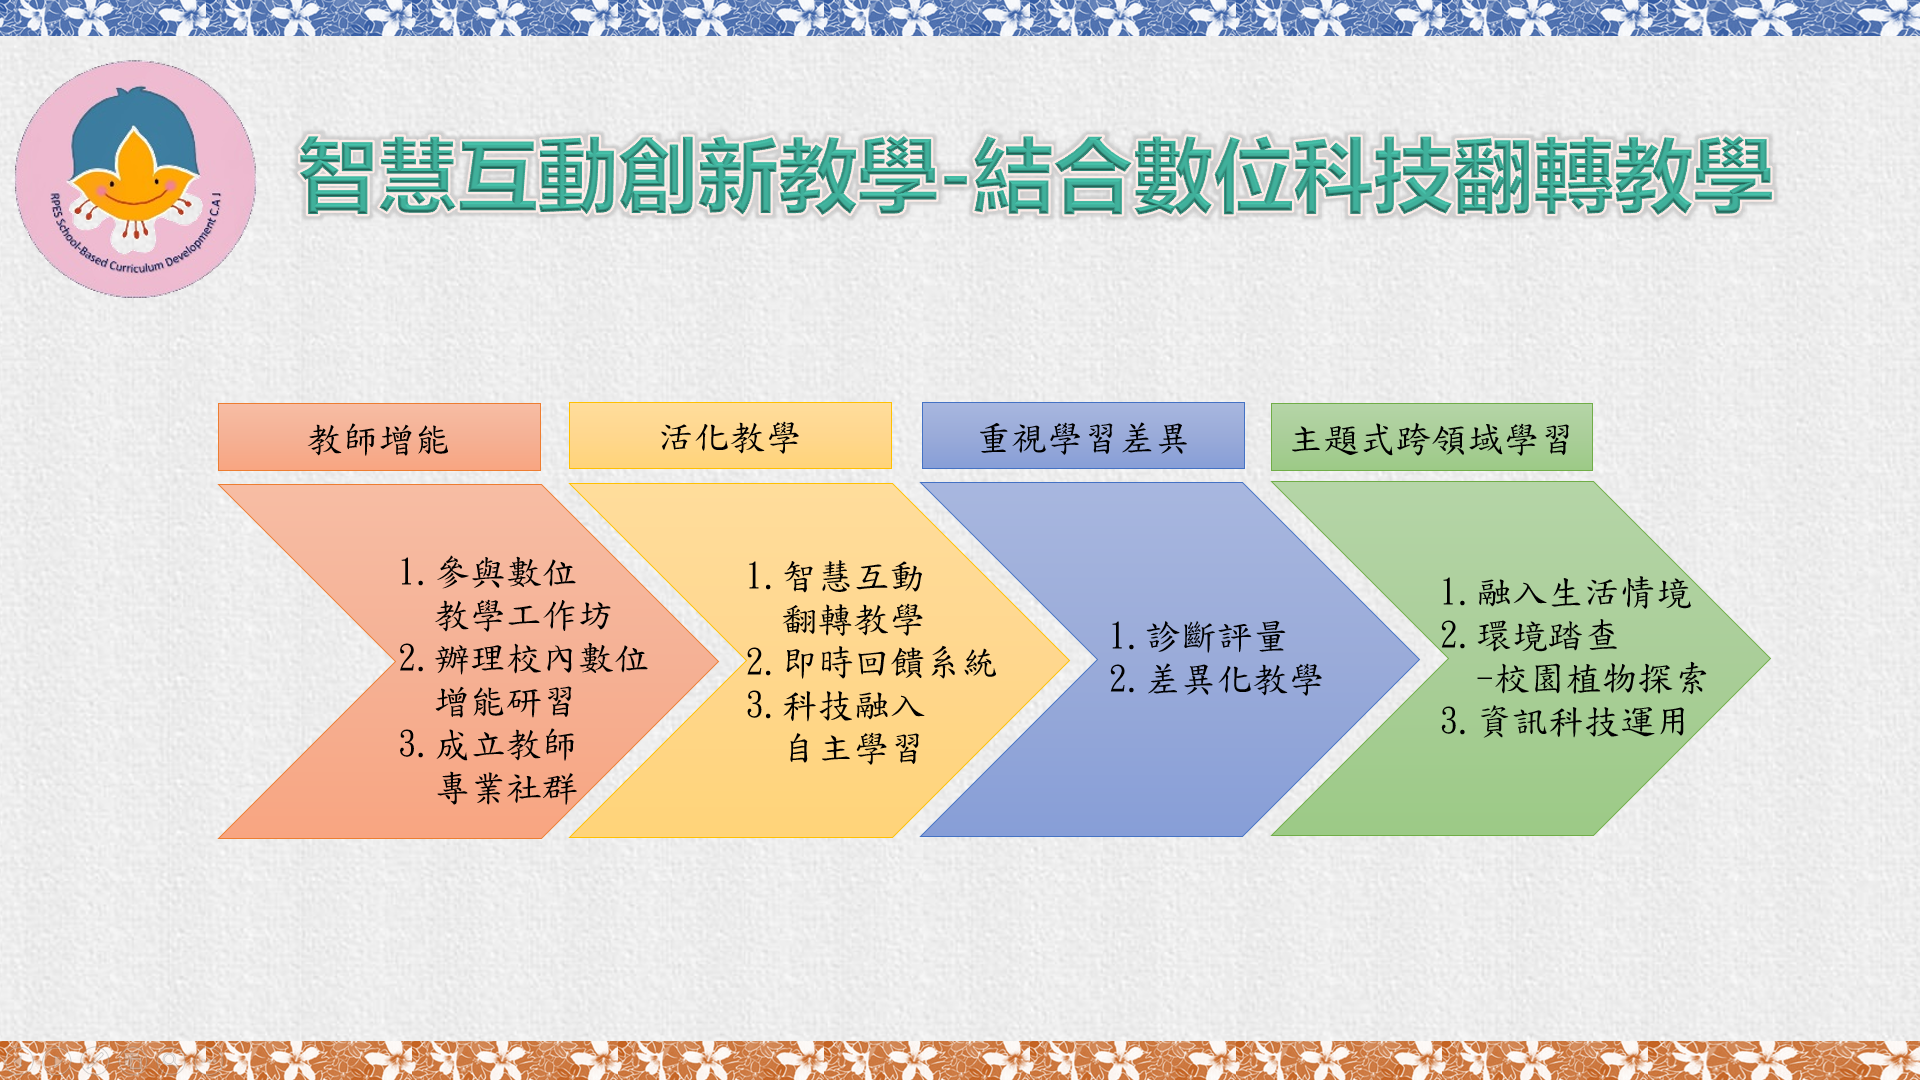 智慧互動創新教學-結合數位科技翻轉教學
RPES School-Based Curriculum Development C.A.J
教師增能
1.參與數位
教學工作坊
2.辦理校內數位
增能研習
3.成立教師
專業社群
活化教學
1.智慧互動
翻轉教學
2.即時回饋系統
3.科技融入
自主學習
重視學習差異
1.診斷評量
2.差異化教學
主題式跨領域學習
1.融入生活情境
2.環境踏查
-校園植物探索
3.資訊科技運用